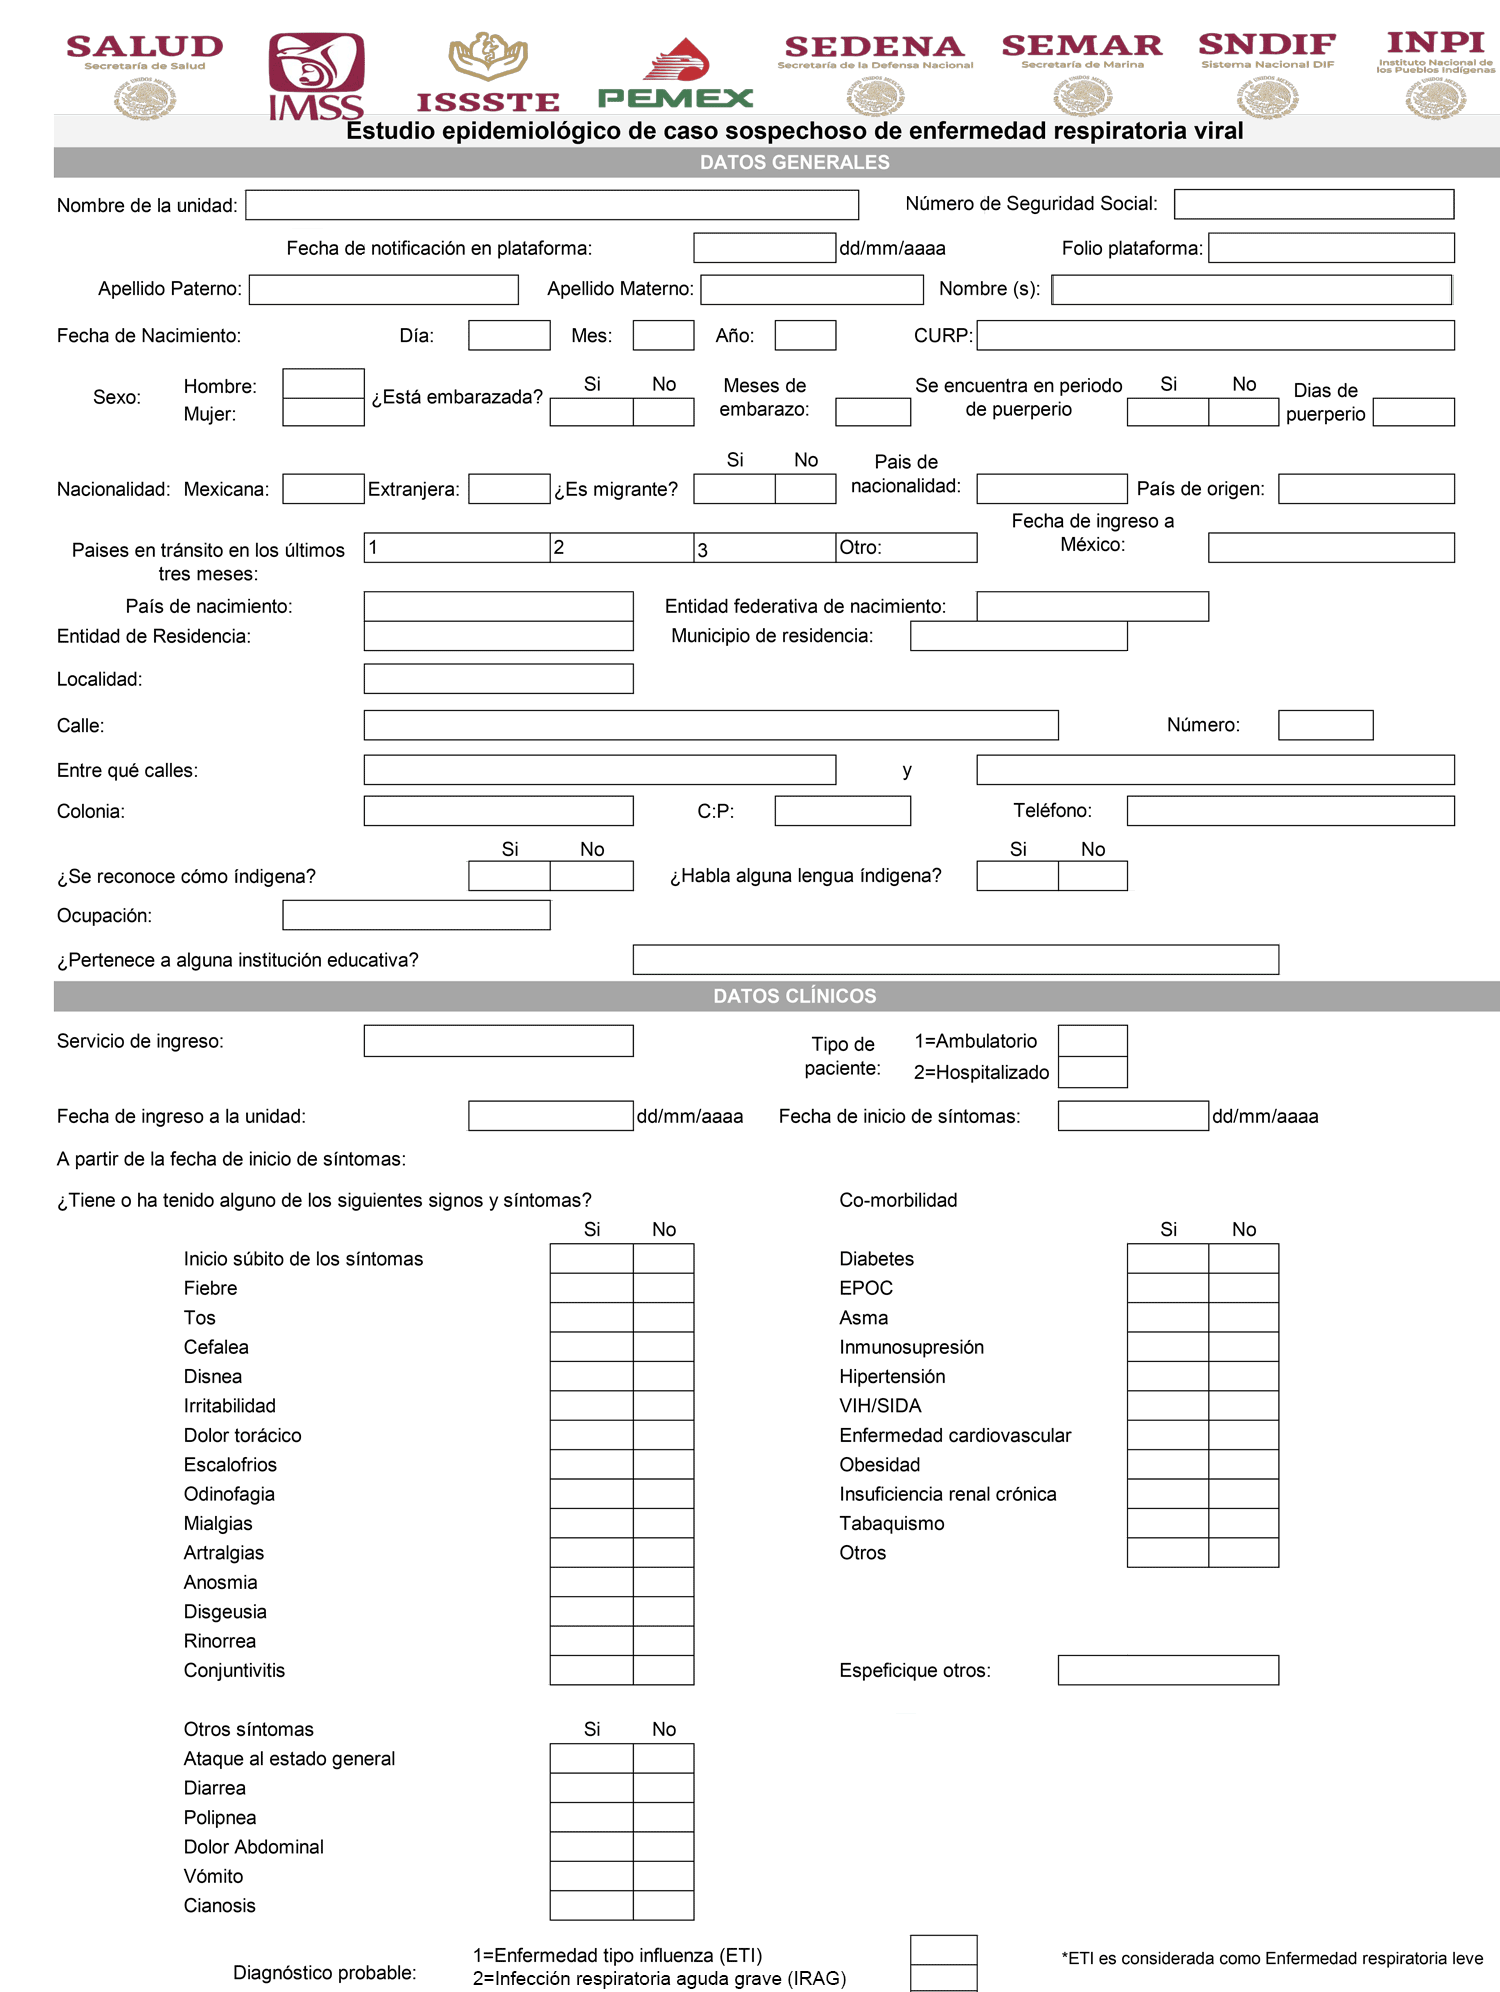 SALUD
Secretaría de Salud
IMSS
ISSSTE
PEMEX
SEDENA
Secretaría de la Defensa Nacional
SEMAR
Secretaría de Marina
SNDIF
Sistema Nacional DIF
INPI
Instituto Nacional de
los Pueblos Indígenas
Estudio epidemiológico de caso sospechoso de enfermedad respiratoria viral
DATOS GENERALES
Nombre de la unidad: Número de Seguridad Social:
Fecha de notificación en plataforma: dd/mm/aaaa Folio plataforma:
Apellido Paterno: Apellido Materno: Nombre (s):
Fecha de Nacimiento: Día: Mes: Año: CURP:
Sexo: Hombre: Mujer: ¿Está embarazada? Si No Meses de embarazo: Se encuentra en periodo de puerperio Si No Dias de puerperio
Nacionalidad: Mexicana: Extranjera: ¿Es migrante? Si No Pais de nacionalidad: País de origen:
Paises en tránsito en los últimos tres meses: 1 2 3 Otro: Fecha de ingreso a México:
País de nacimiento: Entidad federativa de nacimiento:
Entidad de Residencia: Municipio de residencia:
Localidad:
Calle: Número:
Entre qué calles: y
Colonia: C:P: Teléfono:
Si No Si No
¿Se reconoce cómo índigena? ¿Habla alguna lengua índigena?
Ocupación:
¿Pertenece a alguna institución educativa?
DATOS CLÍNICOS
Servicio de ingreso: Tipo de paciente: 1=Ambulatorio
2=Hospitalizado
Fecha de ingreso a la unidad: dd/mm/aaaa Fecha de inicio de síntomas: dd/mm/aaaa
A partir de la fecha de inicio de síntomas:
¿Tiene o ha tenido alguno de los siguientes signos y síntomas? Co-morbilidad
Si No Si No
Inicio súbito de los síntomas Diabetes
Fiebre EPOC
Tos Asma
Cefalea Inmunosupresión
Disnea Hipertensión
Irritabilidad VIH/SIDA
Dolor torácico Enfermedad cardiovascular
Escalofrios Obesidad
Odinofagia Insuficiencia renal crónica
Mialgias Tabaquismo
Artralgias Otros
Anosmia
Disgeusia
Rinorrea
Conjuntivitis Espeficique otros:
Otros síntomas Si No
Ataque al estado general
Diarrea
Polipnea
Dolor Abdominal
Vómito
Cianosis
Diagnóstico probable: 1=Enfermedad tipo influenza (ETI) *ETI es considerada como Enfermedad respiratoria leve
2=Infección respiratoria aguda grave (IRAG)